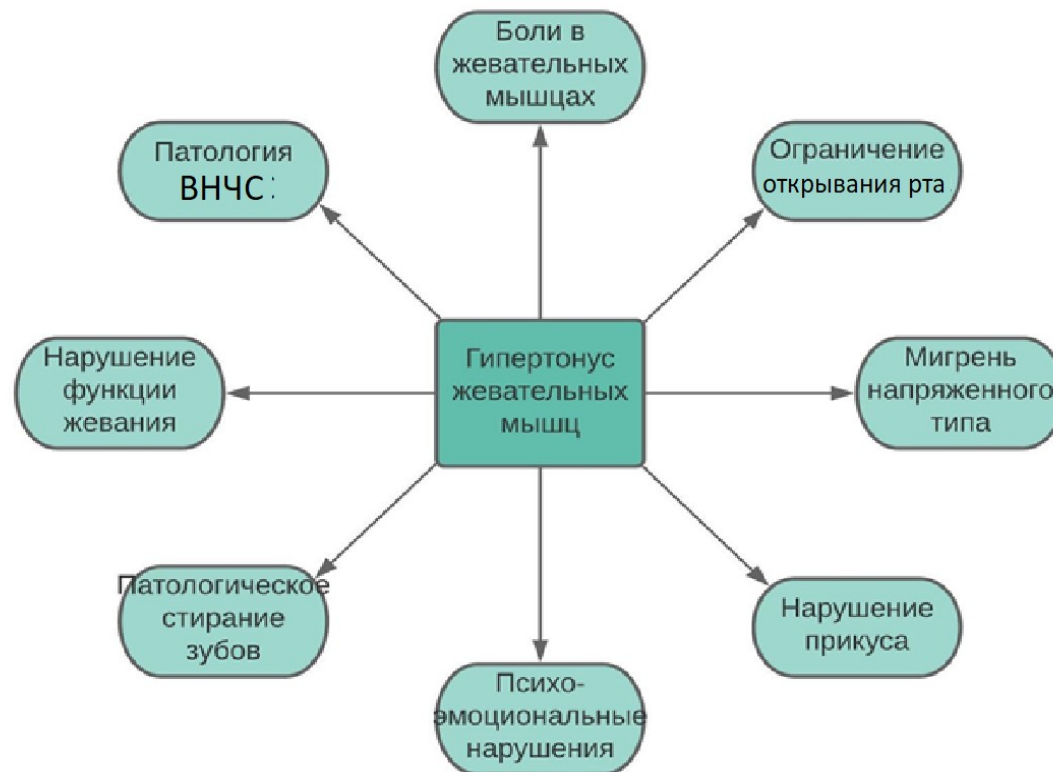 Боли в
жевательных
мышцах
Патология
ВНЧС :
Ограничение
открывания рта
Нарушение
функции
жевания
Гипертонус
жевательных
мышц
Мигрень
напряженного
типа
Патологическое
стирание
зубов
Психо-
эмоциональные
нарушения
Нарушение
прикуса